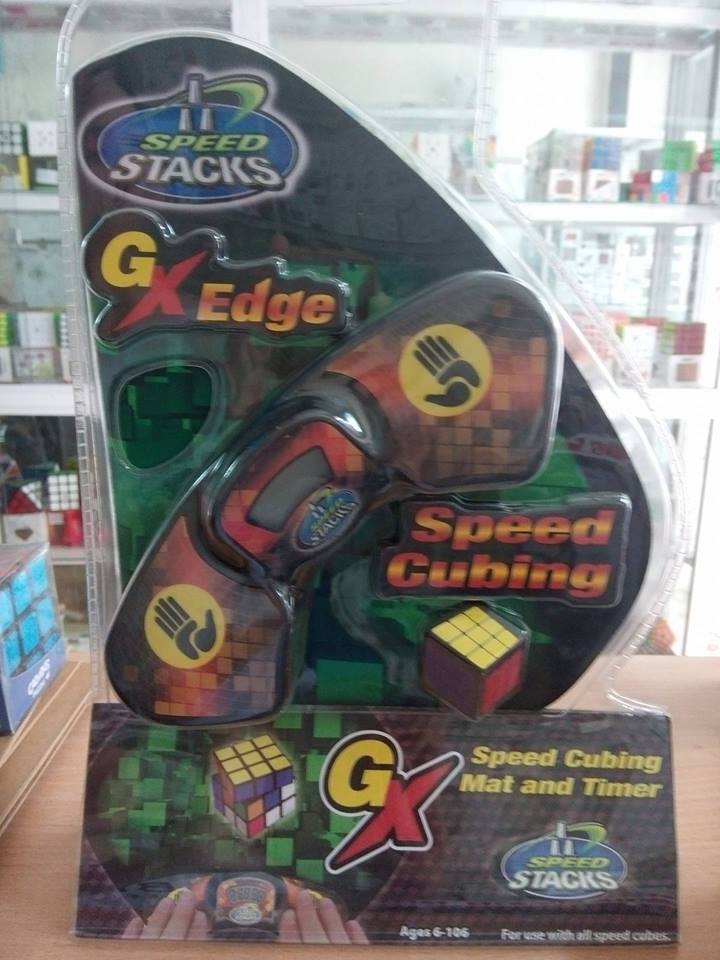 SPEED
STACKS
GX Edge
SPEED
STACKS
Speed
Cubing
GX
Speed Cubing
Mat and Timer
SPEED
STACKS
Ages 6-106
For use with all speed cubes.